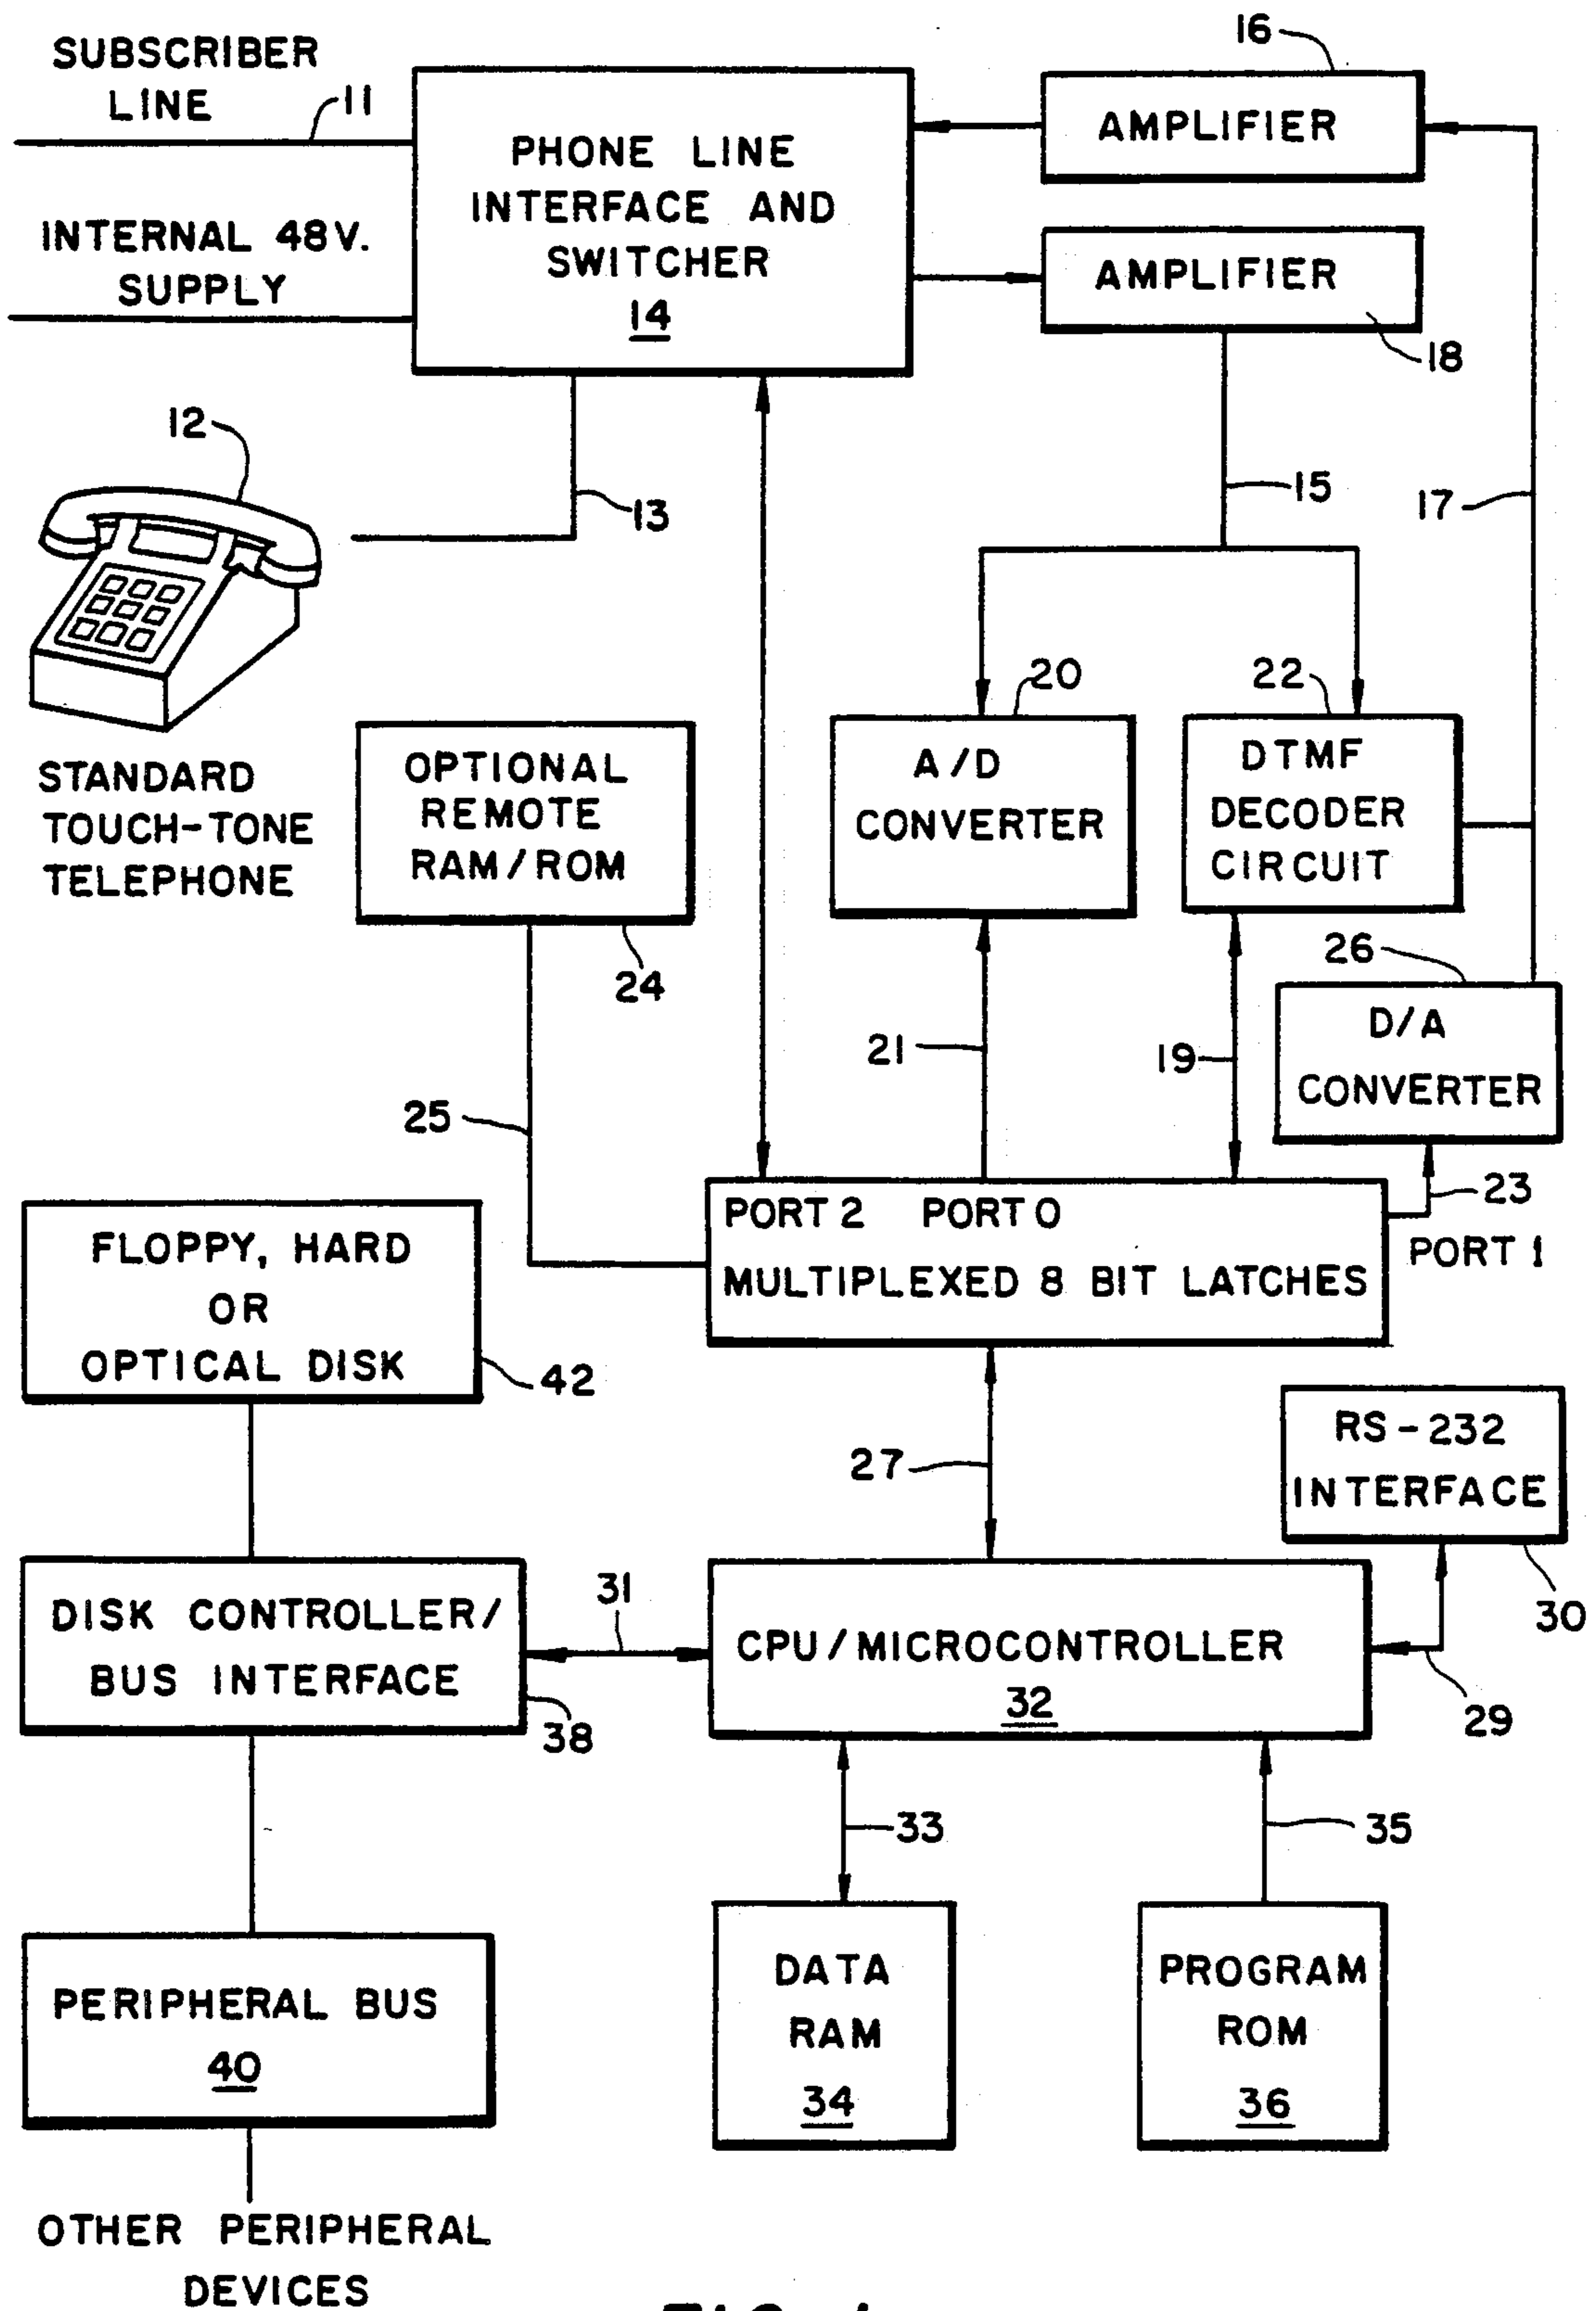 SUBSCRIBER
LINE
11
INTERNAL 48V.
SUPPLY
PHONE LINE
INTERFACE AND
SWITCHER
14
16
AMPLIFIER
AMPLIFIER
18
12
13
15
17
STANDARD
TOUCH-TONE
TELEPHONE
OPTIONAL
REMOTE
RAM/ROM
24
20
A/D
CONVERTER
22
DTMF
DECODER
CIRCUIT
26
D/A
CONVERTER
25
21
19
23
PORT 2 PORT 0
MULTIPLEXED 8 BIT LATCHES
PORT 1
FLOPPY, HARD
OR
OPTICAL DISK
42
27
RS-232
INTERFACE
30
DISK CONTROLLER/
BUS INTERFACE
38
31
CPU/MICROCONTROLLER
32
29
33
35
PERIPHERAL BUS
40
DATA
RAM
34
PROGRAM
ROM
36
OTHER PERIPHERAL
DEVICES